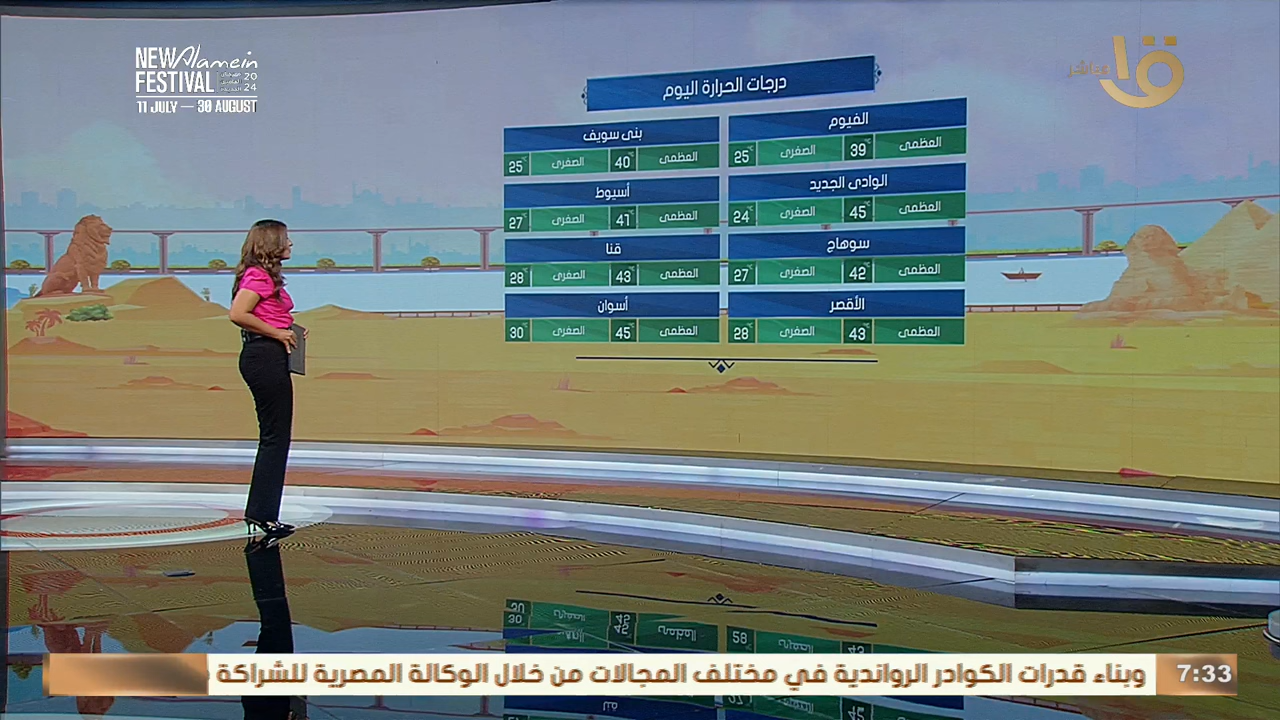 NEW Alamein
FESTIVAL 2024
11 JULY — 30 AUGUST
مباشر
درجات الحرارة اليوم
الفيوم
العظمى 39°c الصغرى 25°c
بنى سويف
العظمى 40°c الصغرى 25°c
الوادى الجديد
العظمى 45°c الصغرى 24°c
أسيوط
العظمى 41°c الصغرى 27°c
سوهاج
العظمى 42°c الصغرى 27°c
قنا
العظمى 43°c الصغرى 28°c
الأقصر
العظمى 43°c الصغرى 28°c
أسوان
العظمى 45°c الصغرى 30°c
7:33
وبناء قدرات الكوادر الرواندية في مختلف المجالات من خلال الوكالة المصرية للشراكة